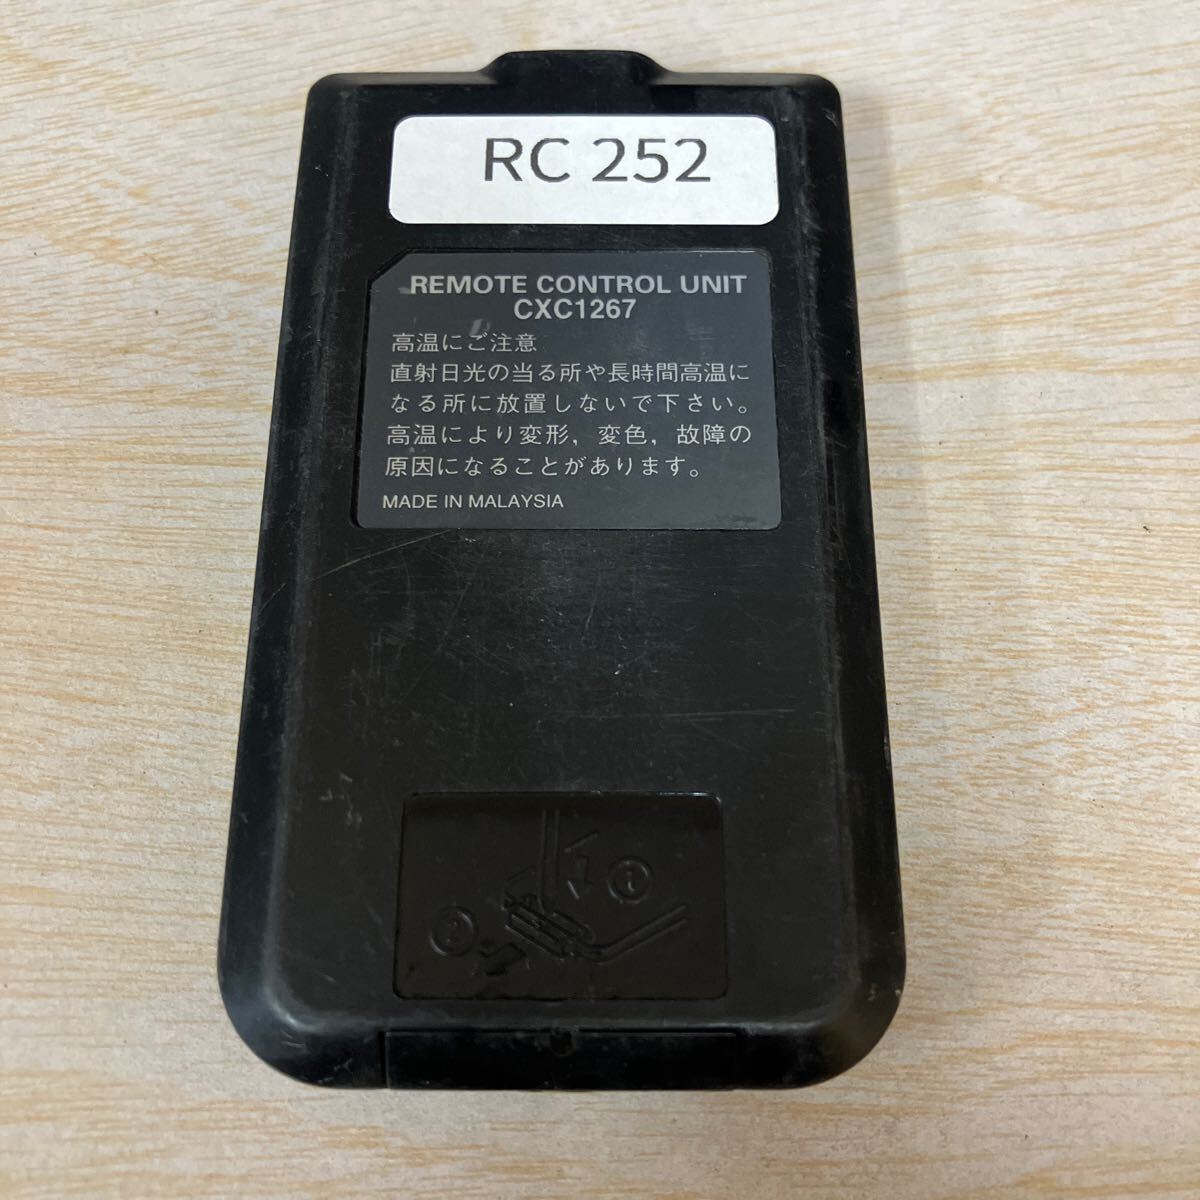 RC 252
REMOTE CONTROL UNIT
CXC1267
高温にご注意
直射日光の当る所や長時間高温に
なる所に放置しないで下さい。
高温により変形，変色，故障の
原因になることがあります。
MADE IN MALAYSIA